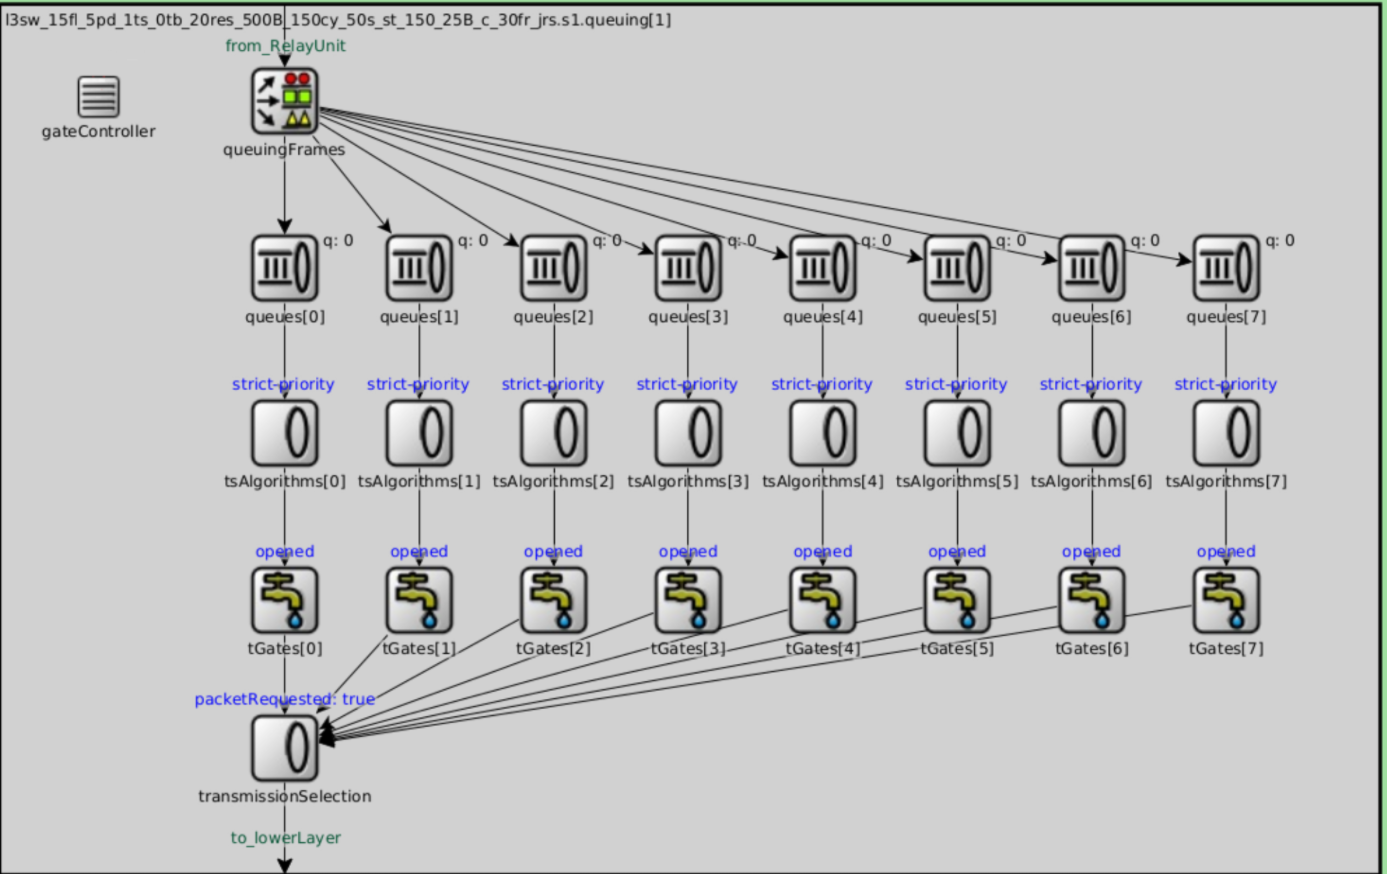 l3sw_15fl_5pd_1ts_0tb_20res_500B_150cy_50s_st_150_25B_c_30fr_jrs.s1.queuing[1]
from_RelayUnit
gateController
queuingFrames
q: 0 q: 0 q: 0 q: 0 q: 0 q: 0 q: 0 q: 0
queues[0] queues[1] queues[2] queues[3] queues[4] queues[5] queues[6] queues[7]
strict-priority strict-priority strict-priority strict-priority strict-priority strict-priority strict-priority strict-priority
tsAlgorithms[0] tsAlgorithms[1] tsAlgorithms[2] tsAlgorithms[3] tsAlgorithms[4] tsAlgorithms[5] tsAlgorithms[6] tsAlgorithms[7]
opened opened opened opened opened opened opened opened
tGates[0] tGates[1] tGates[2] tGates[3] tGates[4] tGates[5] tGates[6] tGates[7]
packetRequested: true
transmissionSelection
to_lowerLayer